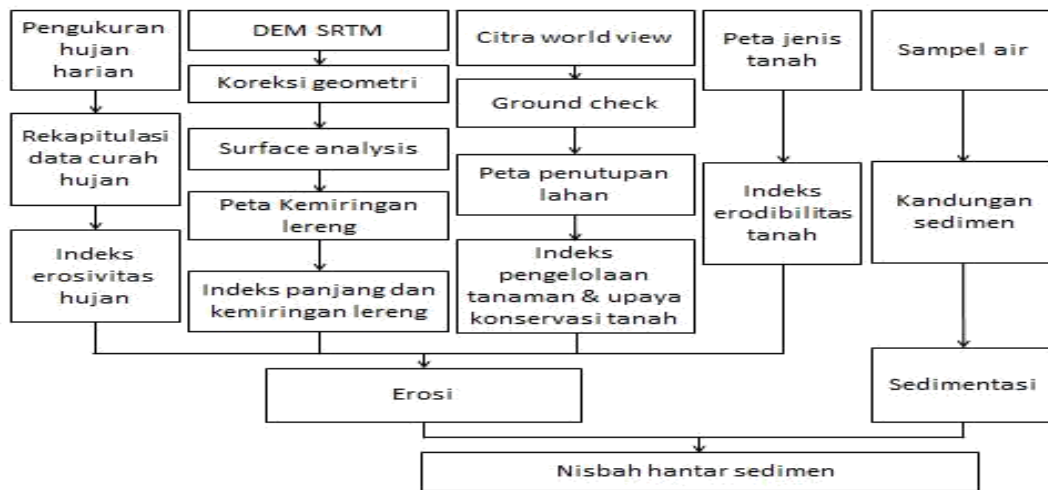 Pengukuran
hujan
harian
Rekapitulasi
data curah
hujan
Indeks
erosivitas
hujan
DEM SRTM
Koreksi geometri
Surface analysis
Peta Kemiringan
lereng
Indeks panjang dan
kemiringan lereng
Citra world view
Ground check
Peta penutupan
lahan
Indeks
pengelolaan
tanaman & upaya
konservasi tanah
Peta jenis
tanah
Indeks
erodibilitas
tanah
Sampel air
Kandungan
sedimen
Sedimentasi
Erosi
Nisbah hantar sedimen